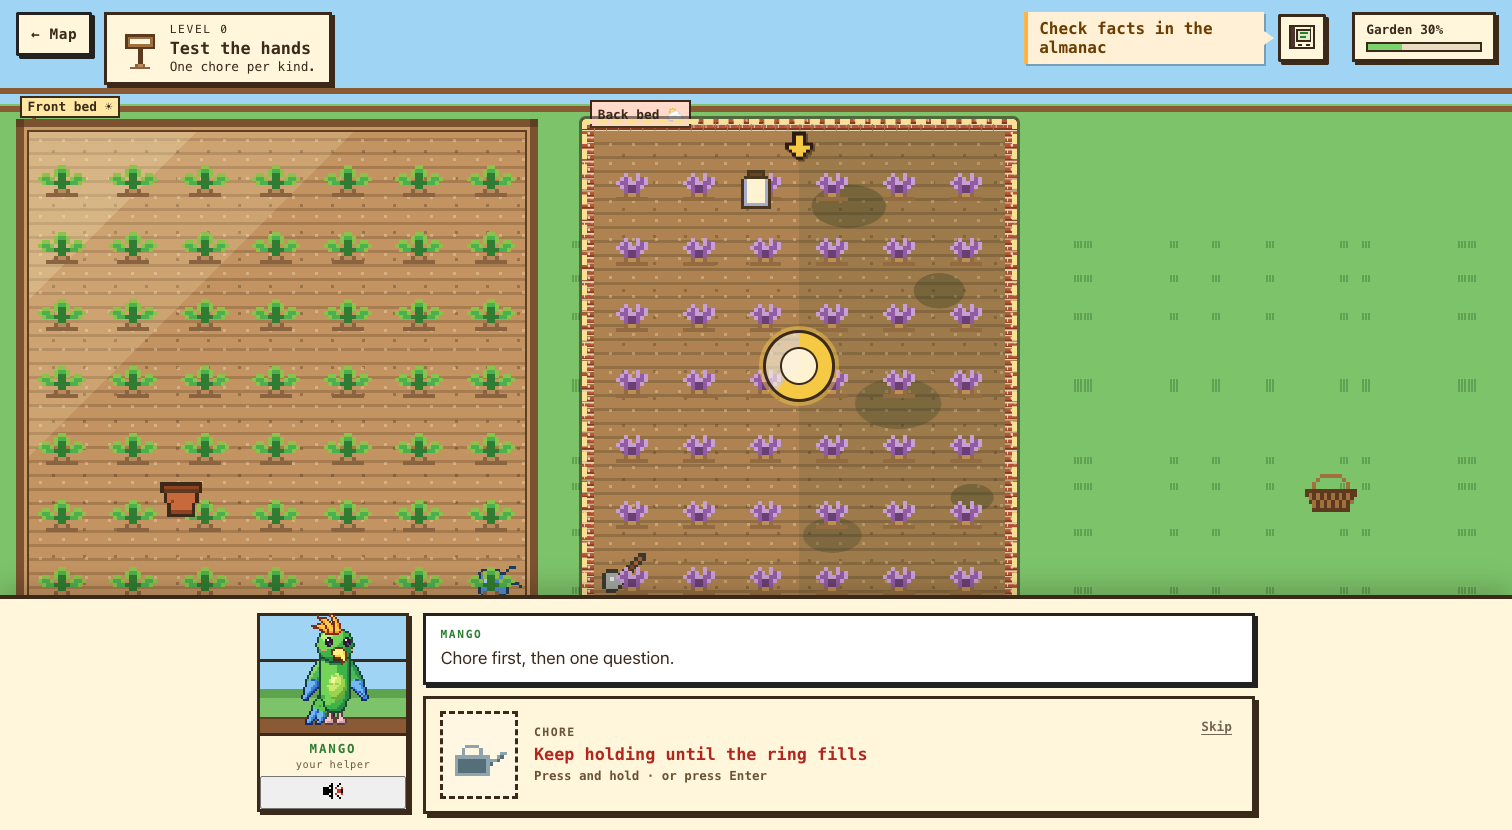 ← Map
LEVEL 0
Test the hands
One chore per kind.
Check facts in the
almanac
Garden 30%
Front bed ☀
Back bed ⛅
MANGO
your helper
MANGO
Chore first, then one question.
CHORE
Keep holding until the ring fills
Press and hold · or press Enter
Skip